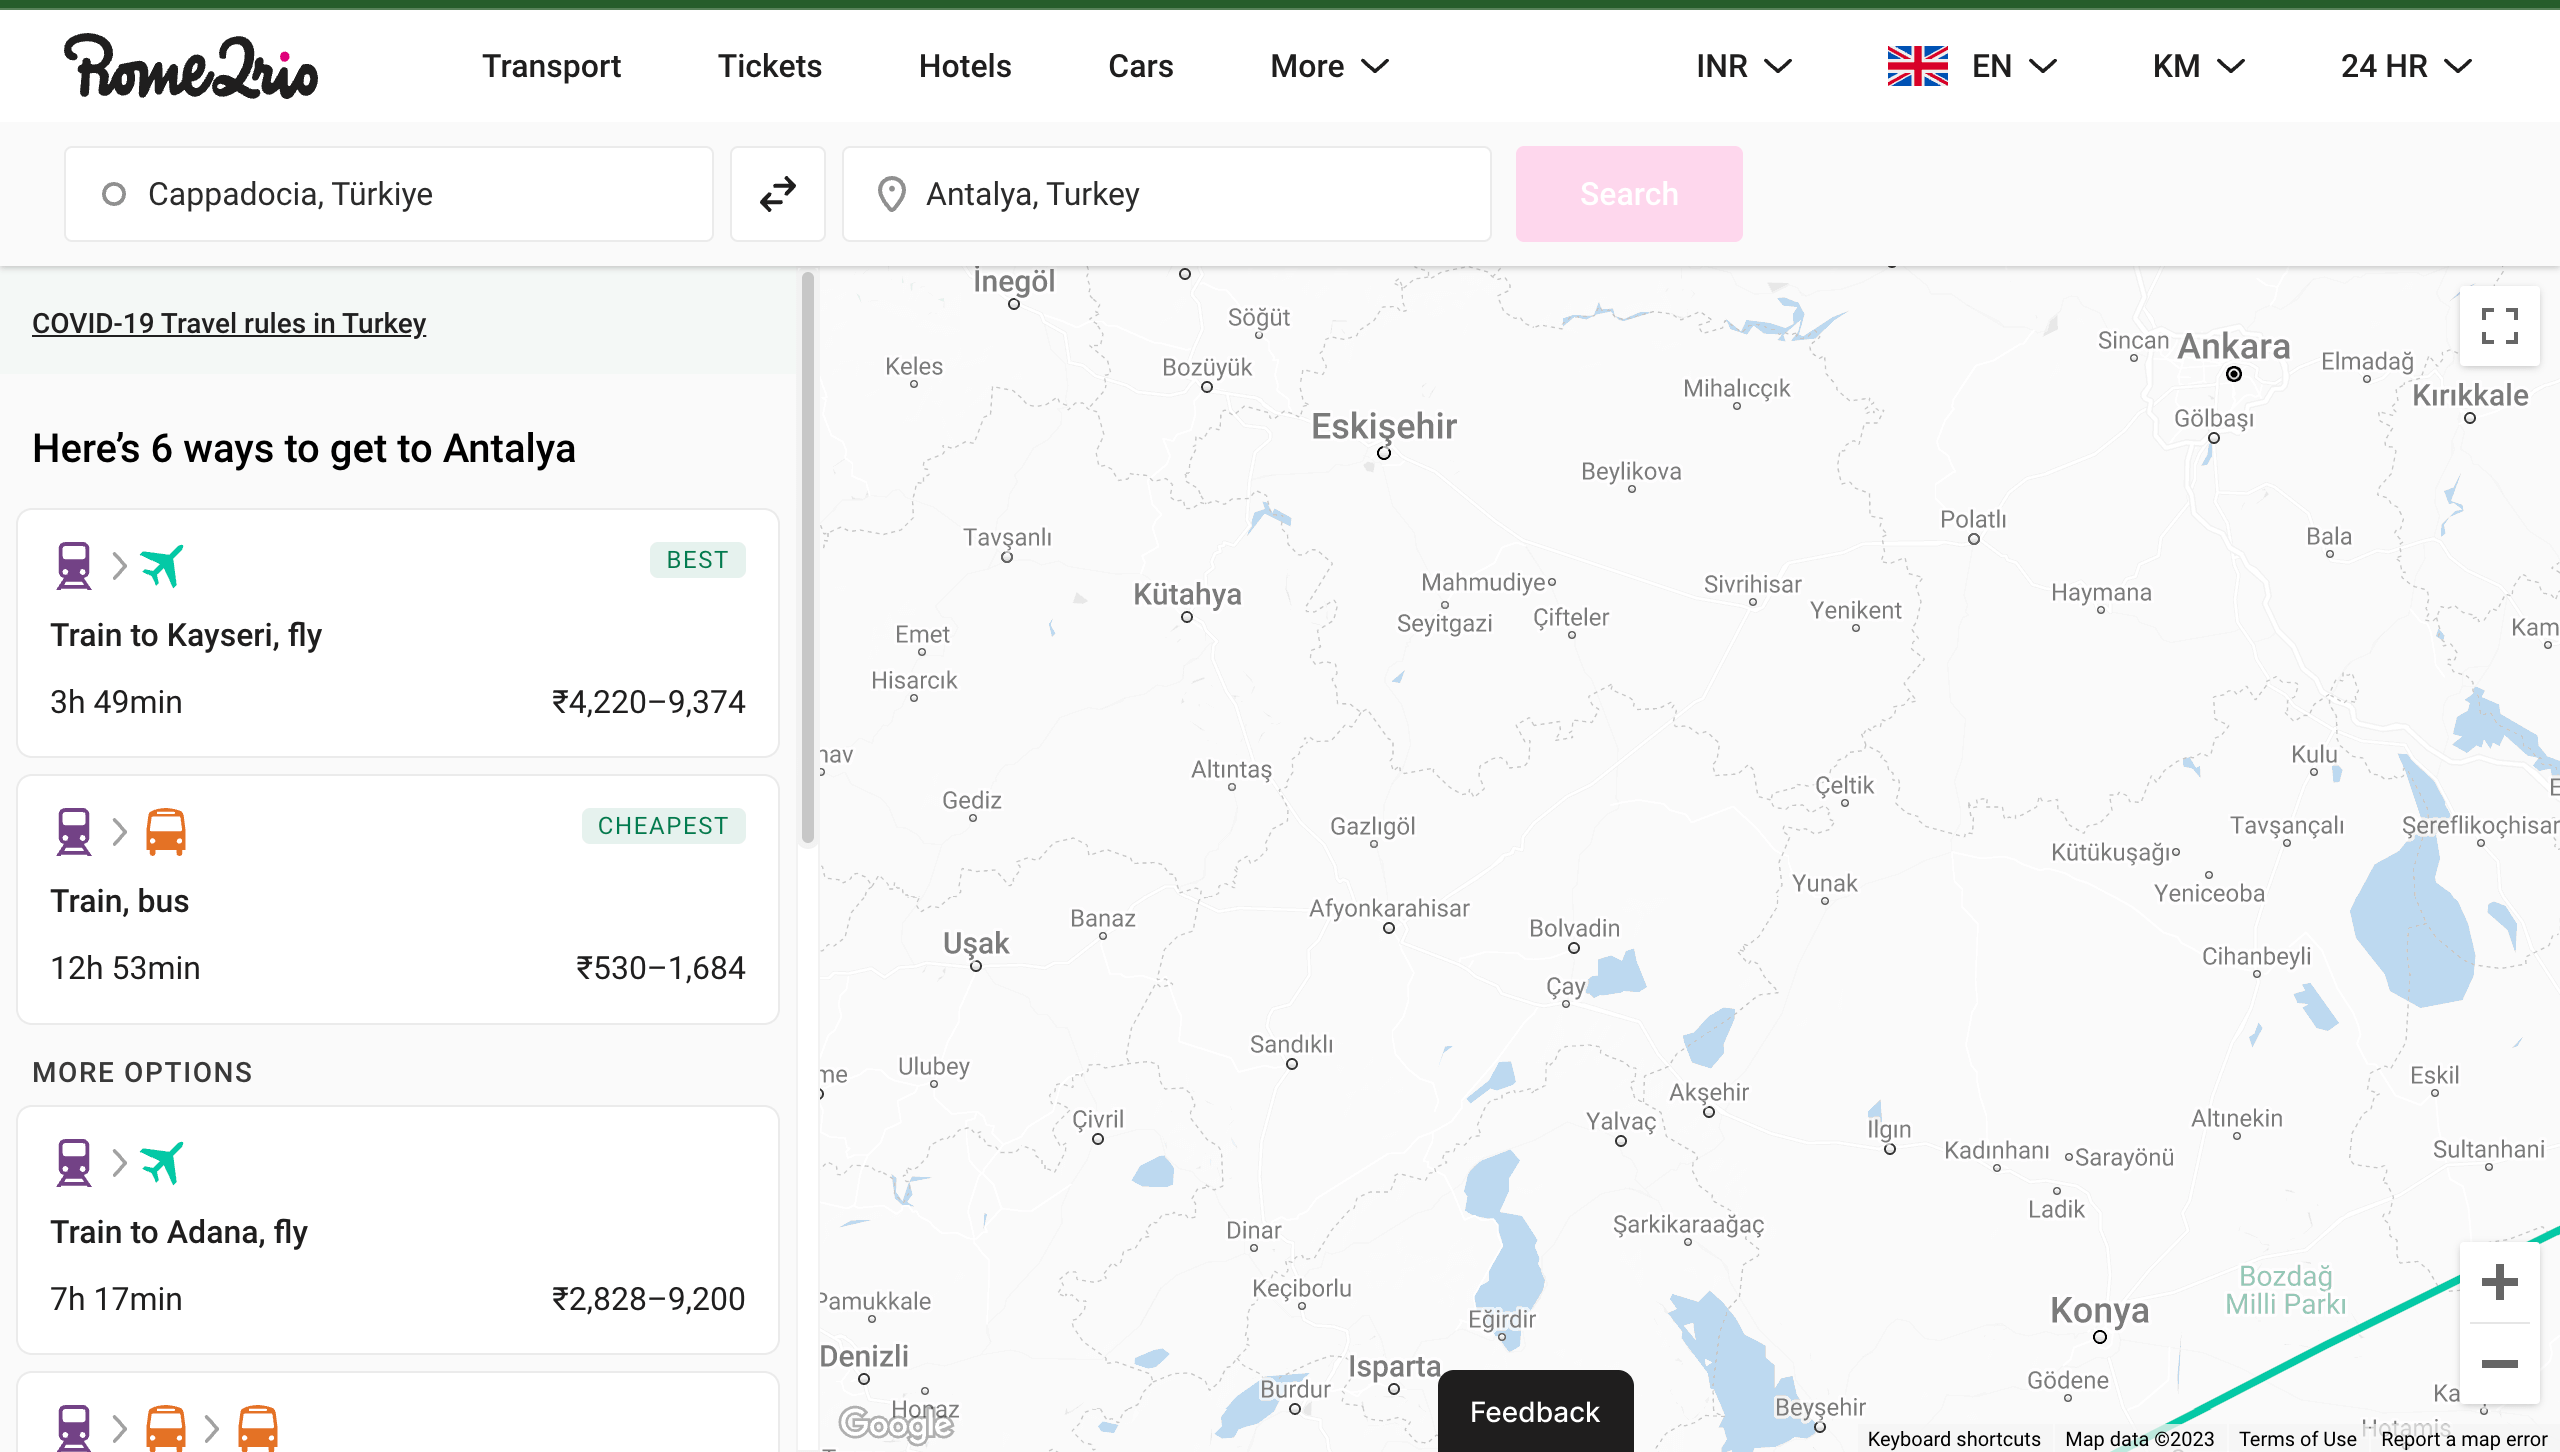 Rome2rio
Transport
Tickets
Hotels
Cars
More
INR
EN
KM
24 HR
Cappadocia, Türkiye
Antalya, Turkey
Search
COVID-19 Travel rules in Turkey
Here’s 6 ways to get to Antalya
BEST
Train to Kayseri, fly
3h 49min
₹4,220–9,374
CHEAPEST
Train, bus
12h 53min
₹530–1,684
MORE OPTIONS
Train to Adana, fly
7h 17min
₹2,828–9,200
İnegöl
Söğüt
Keles
Bozüyük
Eskişehir
Mihalıcçık
Sincan
Ankara
Elmadağ
Kırıkkale
Gölbaşı
Beylikova
Polatlı
Bala
Tavşanlı
Kütahya
Mahmudiye
Seyitgazi
Çifteler
Sivrihisar
Yenikent
Haymana
Kam
Emet
Hisarcık
nav
Altıntaş
Gediz
Gazlıgöl
Çeltik
Kulu
Tavşançalı
Şereflikoçhisar
Kütükuşağı
Yeniceoba
Yunak
Afyonkarahisar
Banaz
Uşak
Bolvadin
Cihanbeyli
Çay
Sandıklı
Ulubey
me
Akşehir
Eskil
Çivril
Yalvaç
Ilgın
Altınekin
Kadınhanı
Sarayönü
Sultanhani
Ladik
Dinar
Şarkikaraağaç
Keçiborlu
Pamukkale
Eğirdir
Bozdağ
Milli Parkı
Konya
Denizli
Isparta
Burdur
Honaz
Gödene
Beyşehir
Ka
Hotamis
Google
Feedback
Keyboard shortcuts
Map data ©2023
Terms of Use
Report a map error